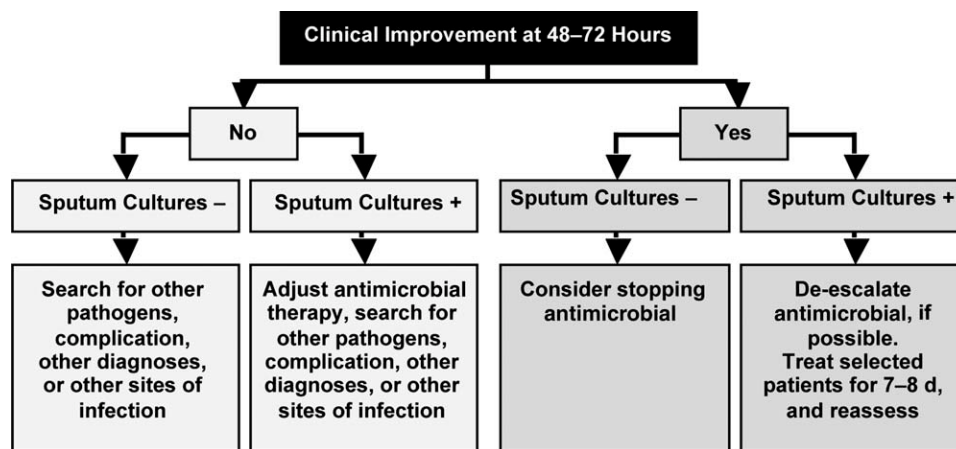 Clinical Improvement at 48–72 Hours
No
Yes
Sputum Cultures –
Sputum Cultures +
Sputum Cultures –
Sputum Cultures +
Search for other
pathogens,
complication,
other diagnoses,
or other sites of
infection
Adjust antimicrobial
therapy, search for
other pathogens,
complication, other
diagnoses, or other
sites of infection
Consider stopping
antimicrobial
De-escalate
antimicrobial, if
possible.
Treat selected
patients for 7–8 d,
and reassess